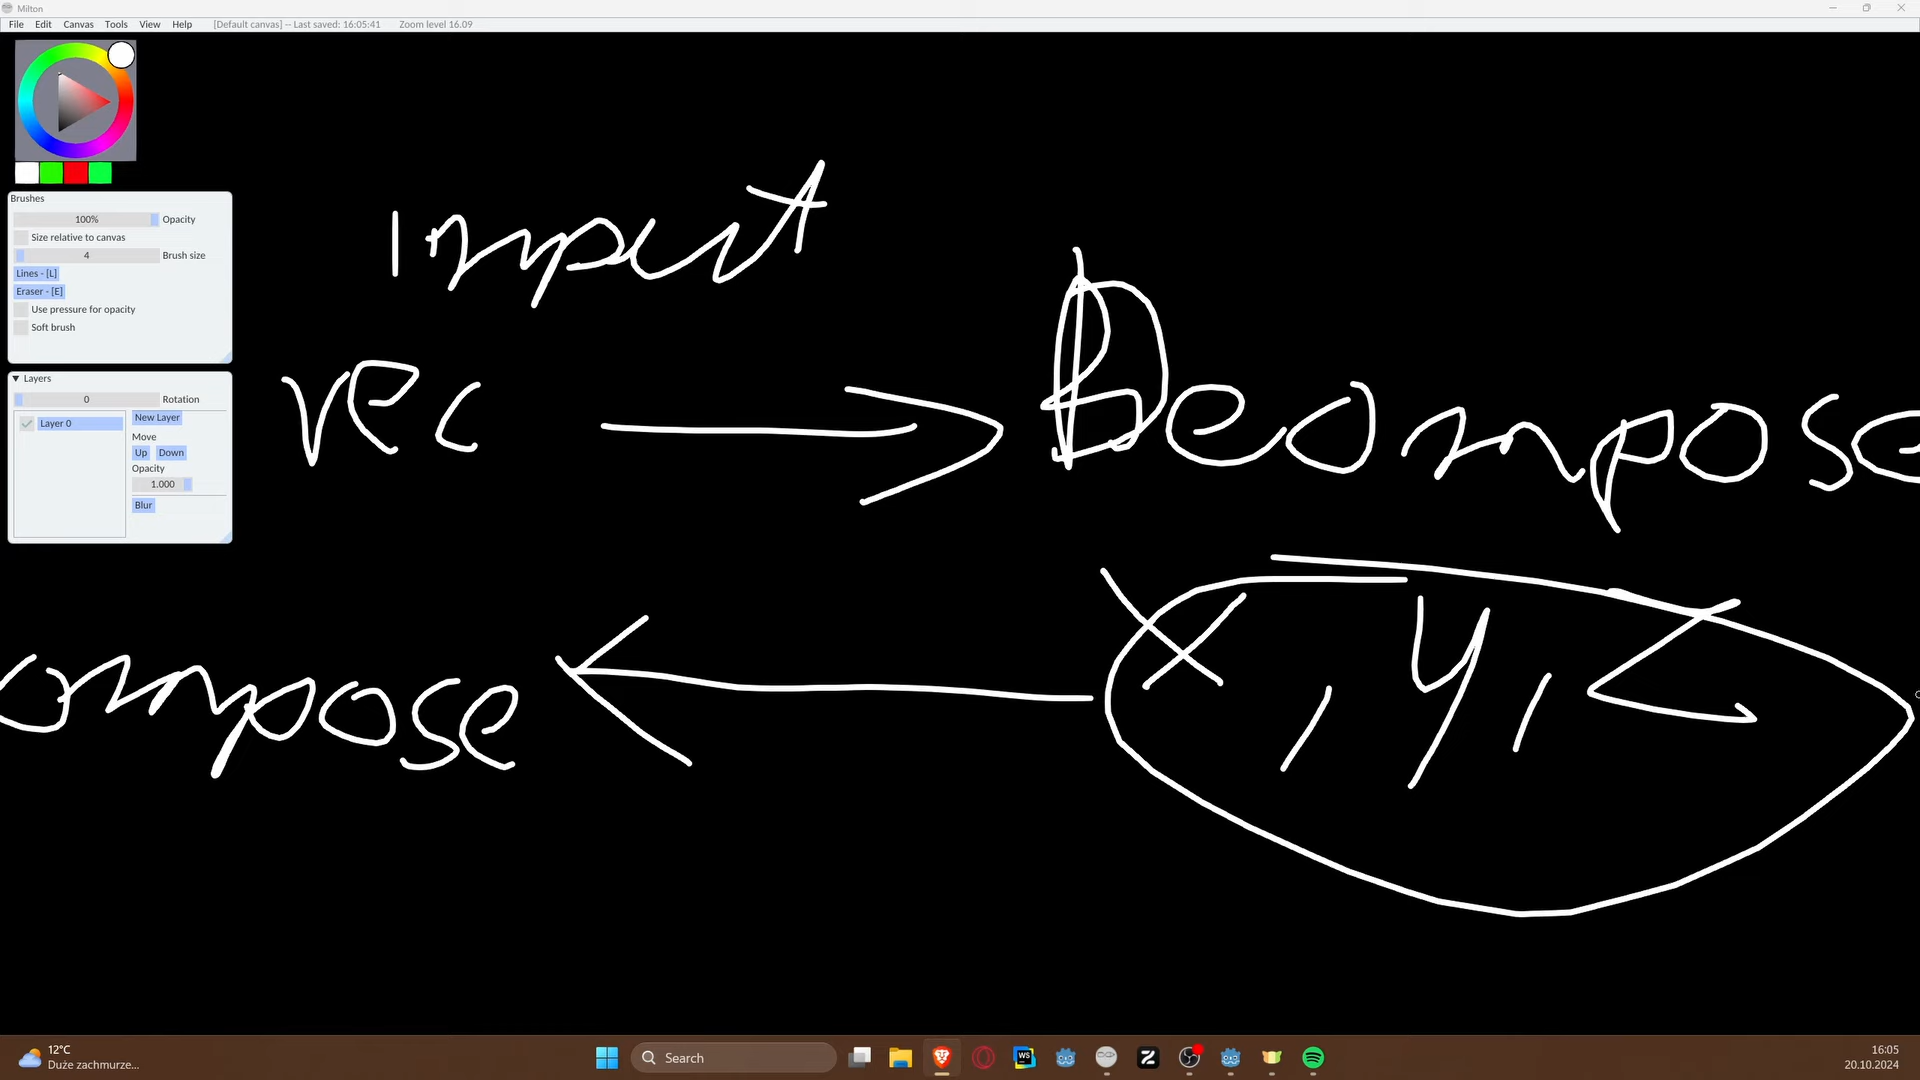 Milton
File Edit Canvas Tools View Help [Default canvas] -- Last saved: 16:05:41 Zoom level 16.09
Brushes
100% Opacity
Size relative to canvas
4 Brush size
Lines - [L]
Eraser - [E]
Use pressure for opacity
Soft brush
Layers
0 Rotation
Layer 0
New Layer
Move
Up Down
Opacity
1.000
Blur
input
vec
Decompose
x, y, z
ompose
12°C
Duże zachmurze...
Search
WS
Z
16:05
20.10.2024